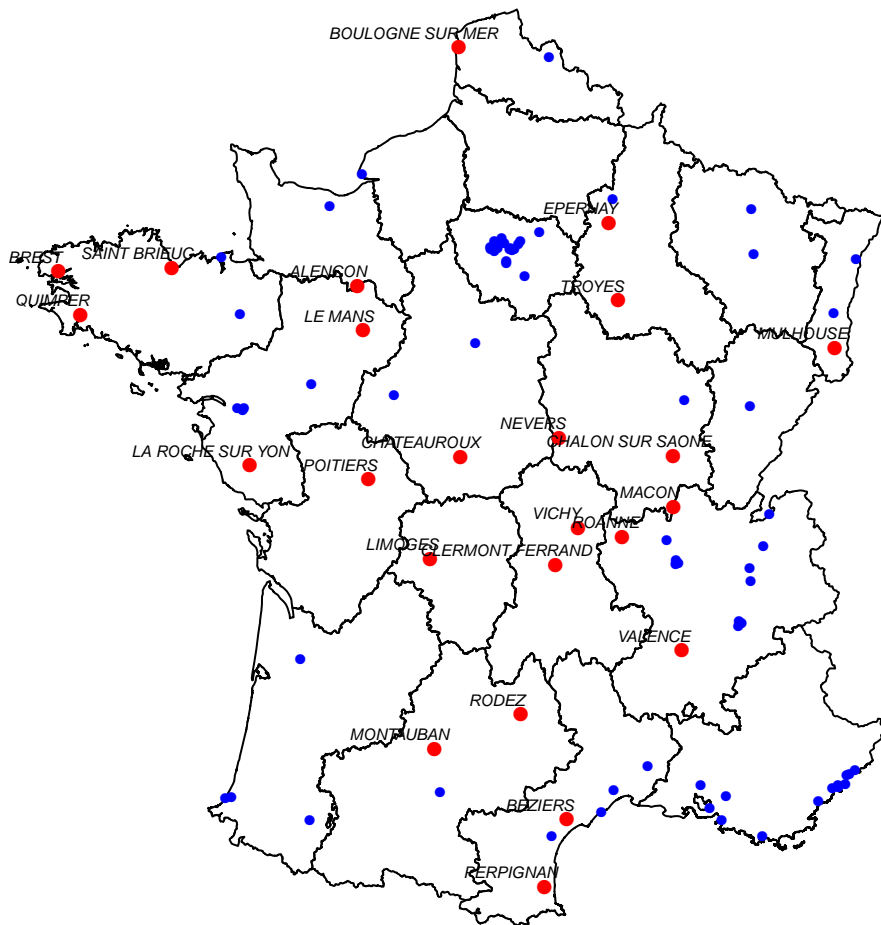 BOULOGNE SUR MER
EPERNAY
SAINT BRIEUC
BREST
ALENCON
TROYES
QUIMPER
LE MANS
MULHOUSE
NEVERS
CHATEAUROUX
CHALON SUR SAONE
LA ROCHE SUR YON
POITIERS
MACON
VICHY
ROANNE
LIMOGES
CLERMONT FERRAND
VALENCE
RODEZ
MONTAUBAN
BEZIERS
PERPIGNAN